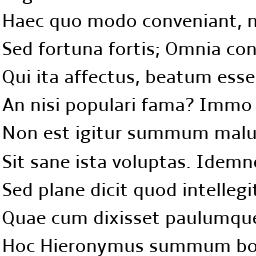 Haec quo modo conveniant, n
Sed fortuna fortis; Omnia con
Qui ita affectus, beatum esse
An nisi populari fama? Immo
Non est igitur summum malu
Sit sane ista voluptas. Idemne
Sed plane dicit quod intellegit
Quae cum dixisset paulumque
Hoc Hieronymus summum bo